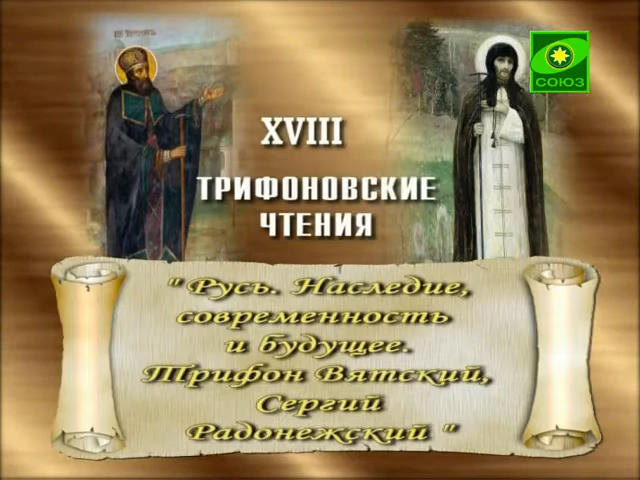 СОЮЗ
XVIII
ТРИФОНОВСКИЕ
ЧТЕНИЯ
" Русь. Наследие,
современность
и будущее.
Трифон Вятский,
Сергий
Радонежский "